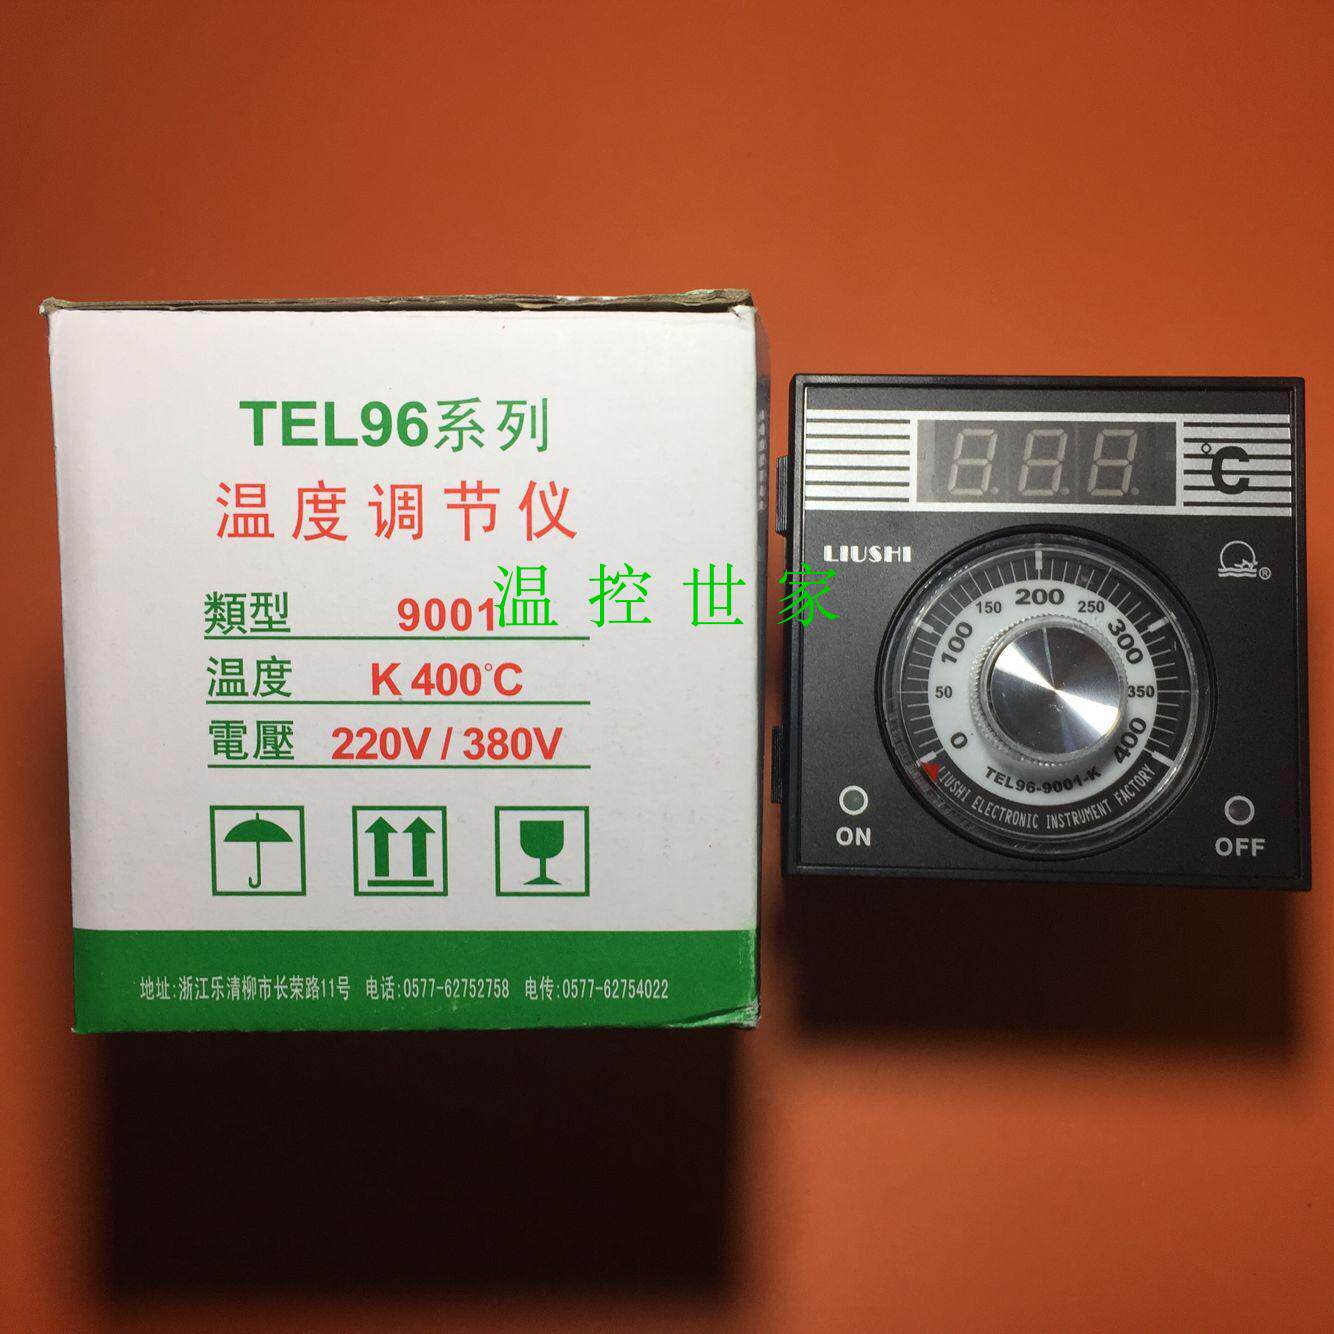 TEL96系列
温度调节仪
類型 9001
温度 K 400℃
電壓 220V / 380V
地址:浙江乐清柳市长荣路11号 电话:0577-62752758 电传:0577-62754022
温控世家
8.8.8.
℃
LIUSHI
®
0 50 100 150 200 250 300 350 400
TEL96-9001-K
LIUSHI ELECTRONIC INSTRUMENT FACTORY
ON
OFF